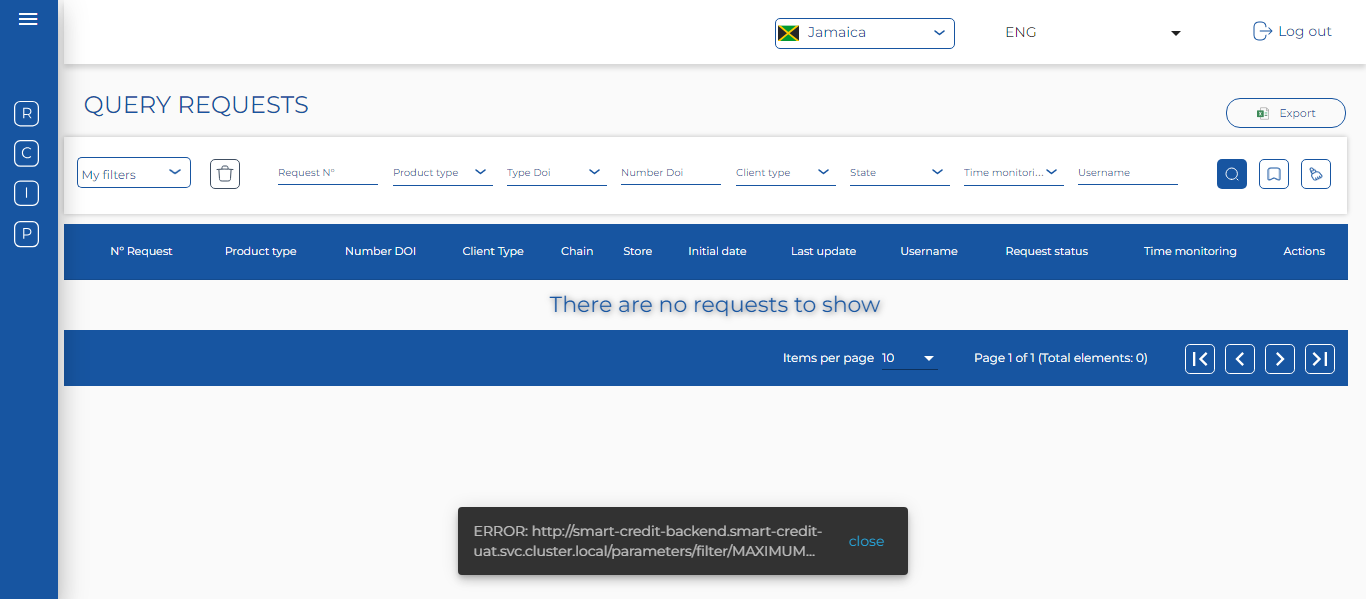 Jamaica
ENG
Log out
QUERY REQUESTS
Export
R
C
I
P
My filters
Request N°
Product type
Type Doi
Number Doi
Client type
State
Time monitori...
Username
N° Request Product type Number DOI Client Type Chain Store Initial date Last update Username Request status Time monitoring Actions
There are no requests to show
Items per page 10 Page 1 of 1 (Total elements: 0)
ERROR: http://smart-credit-backend.smart-credit-
uat.svc.cluster.local/parameters/filter/MAXIMUM...
close